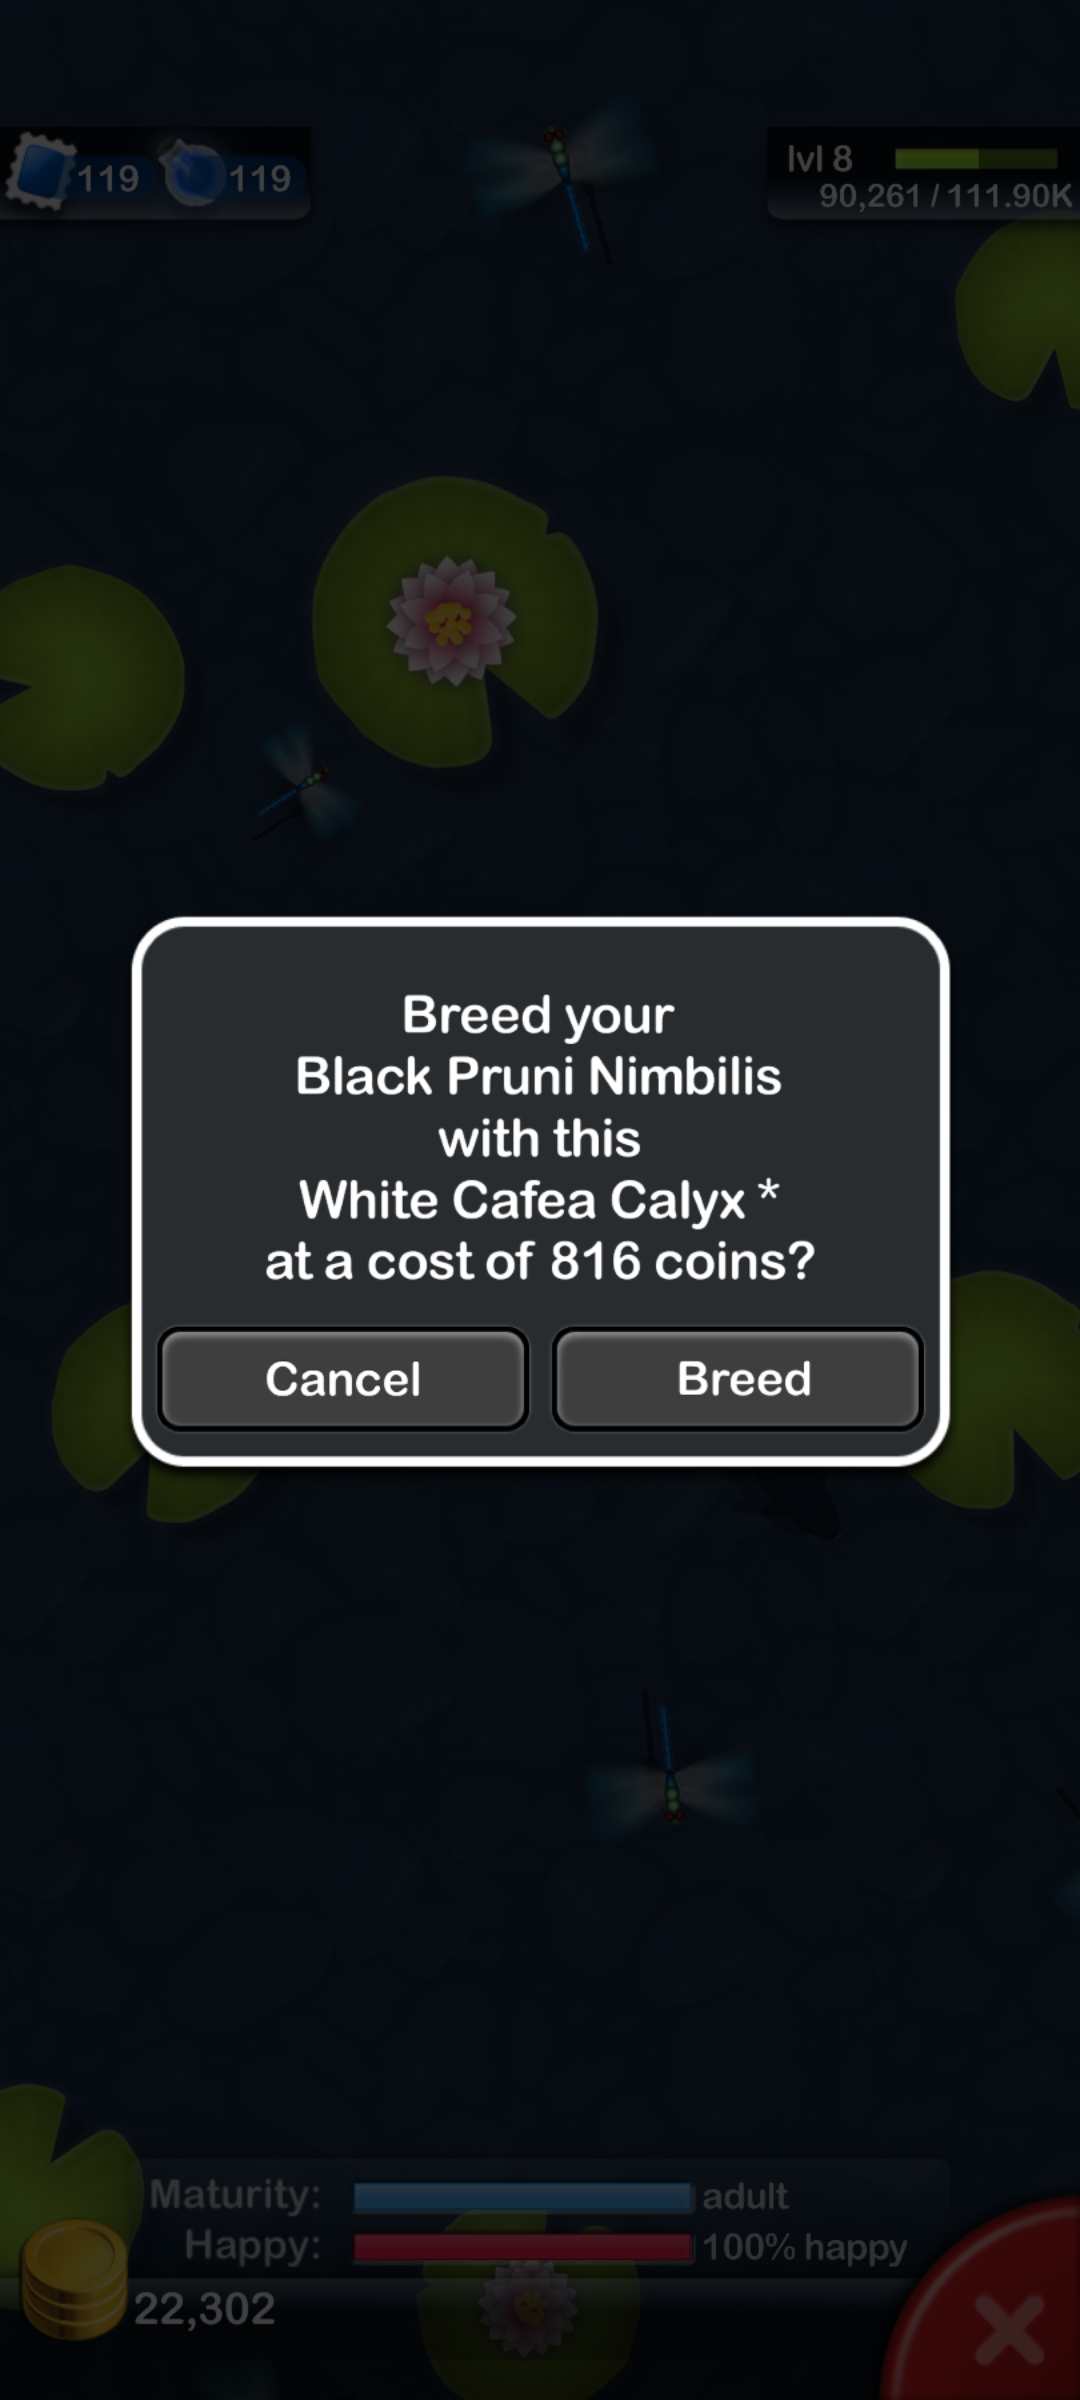 119 119
lvl 8
90,261 / 111.90K
Breed your
Black Pruni Nimbilis
with this
White Cafea Calyx *
at a cost of 816 coins?
Cancel Breed
Maturity: adult
Happy: 100% happy
22,302